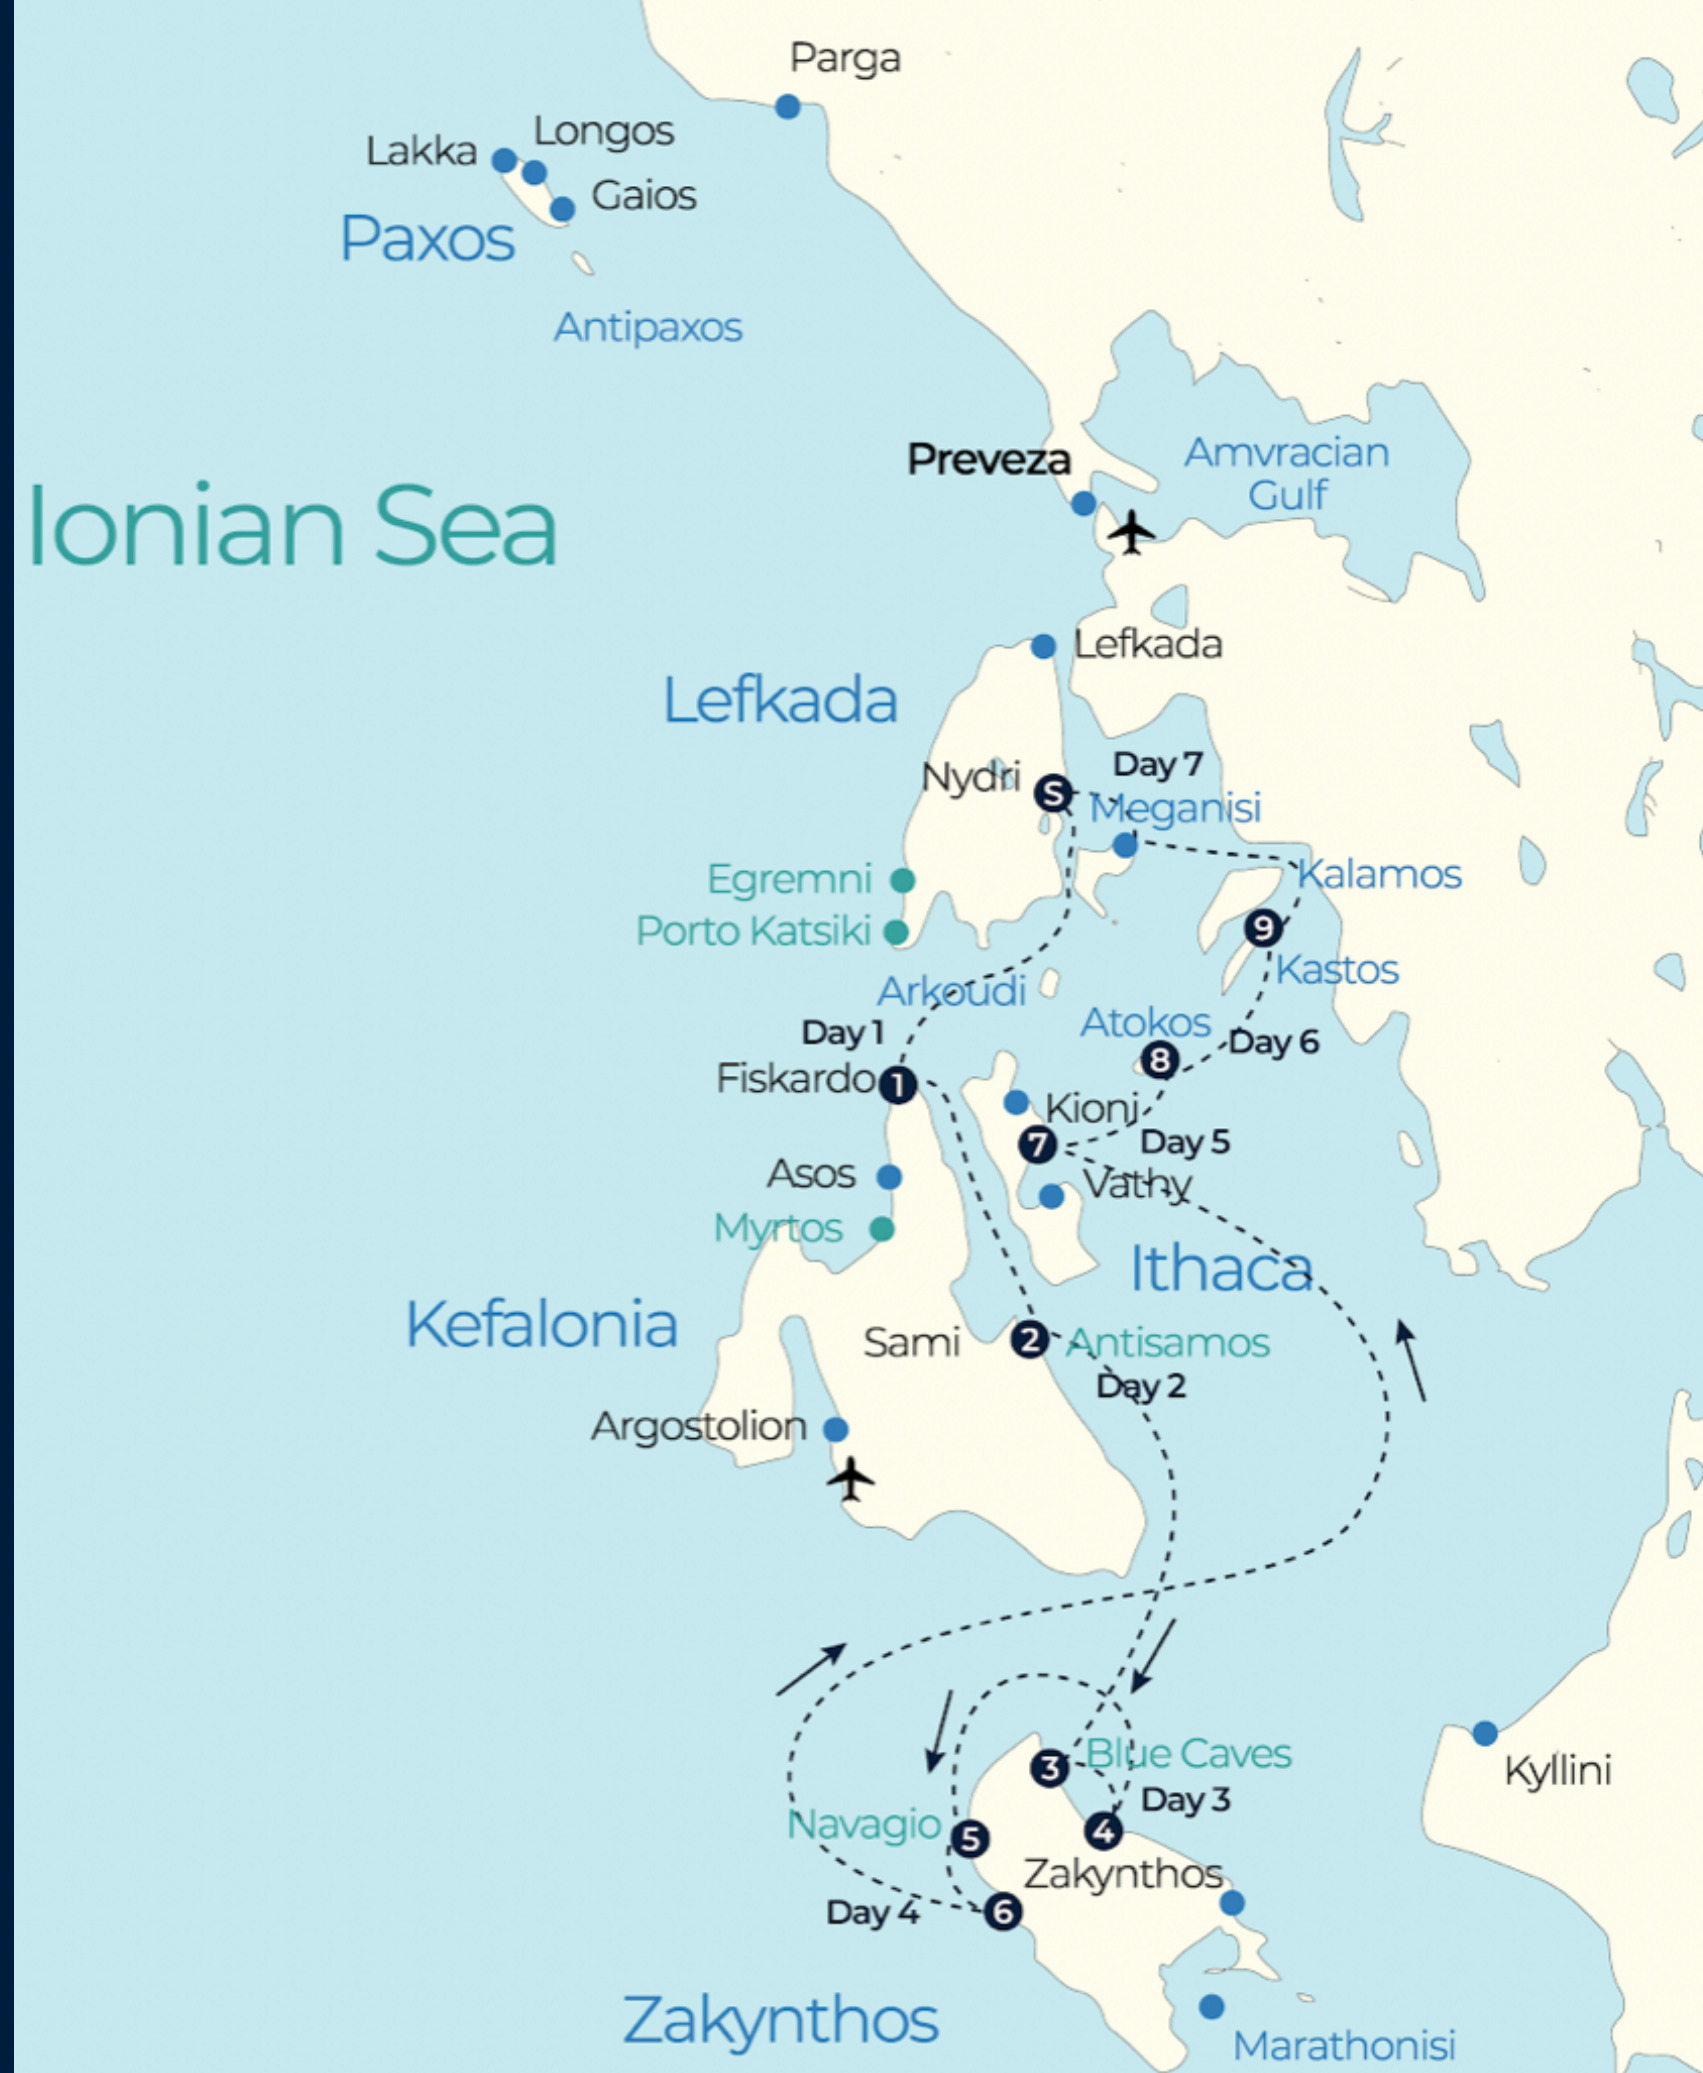 Parga
Longos
Lakka
Gaios
Paxos
Antipaxos
Preveza
Amvracian
Gulf
Ionian Sea
Lefkada
Lefkada
Day 7
Nydri
S
Meganisi
Egremni
Kalamos
Porto Katsiki
9
Kastos
Arkoudi
Atokos
Day 1
Day 6
8
Fiskardo
1
Kioni
7
Day 5
Asos
Vathy
Myrtos
Ithaca
Kefalonia
Sami
2
Antisamos
Day 2
Argostolion
3
Blue Caves
Kyllini
Day 3
Navagio
5
4
Zakynthos
Day 4
6
Zakynthos
Marathonisi